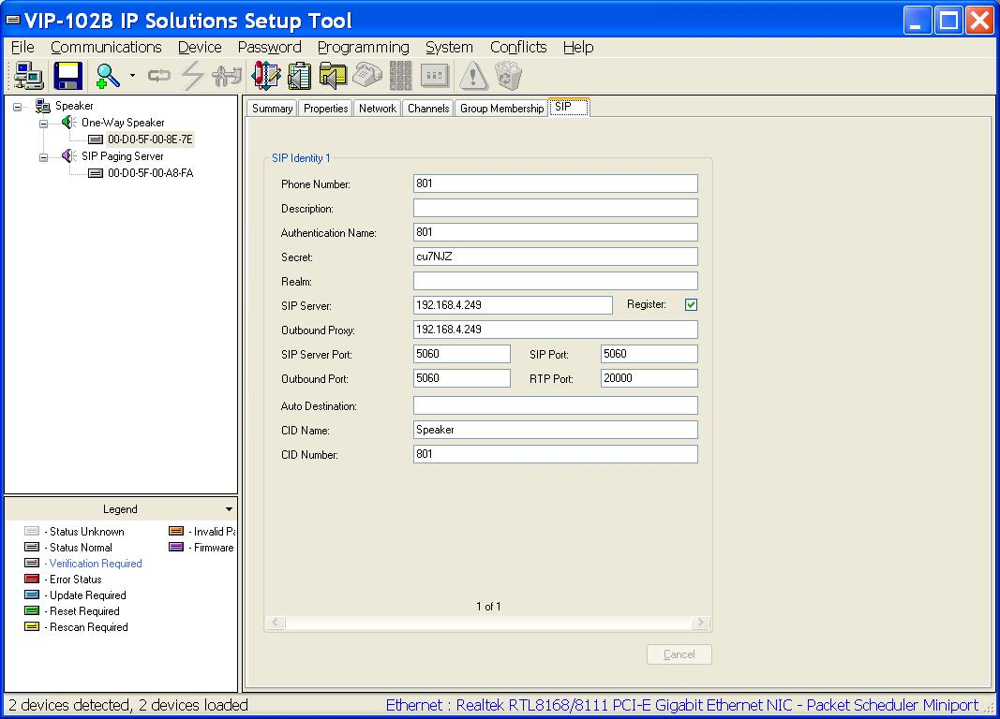 VIP-102B IP Solutions Setup Tool
File Communications Device Password Programming System Conflicts Help
Speaker
One-Way Speaker
00-D0-5F-00-8E-7E
SIP Paging Server
00-D0-5F-00-A8-FA
Summary Properties Network Channels Group Membership SIP
SIP Identity 1
Phone Number: 801
Description:
Authentication Name: 801
Secret: cu7NJZ
Realm:
SIP Server: 192.168.4.249 Register:
Outbound Proxy: 192.168.4.249
SIP Server Port: 5060 SIP Port: 5060
Outbound Port: 5060 RTP Port: 20000
Auto Destination:
CID Name: Speaker
CID Number: 801
1 of 1
Cancel
Legend
- Status Unknown - Invalid Pa
- Status Normal - Firmware
- Verification Required
- Error Status
- Update Required
- Reset Required
- Rescan Required
2 devices detected, 2 devices loaded Ethernet : Realtek RTL8168/8111 PCI-E Gigabit Ethernet NIC - Packet Scheduler Miniport